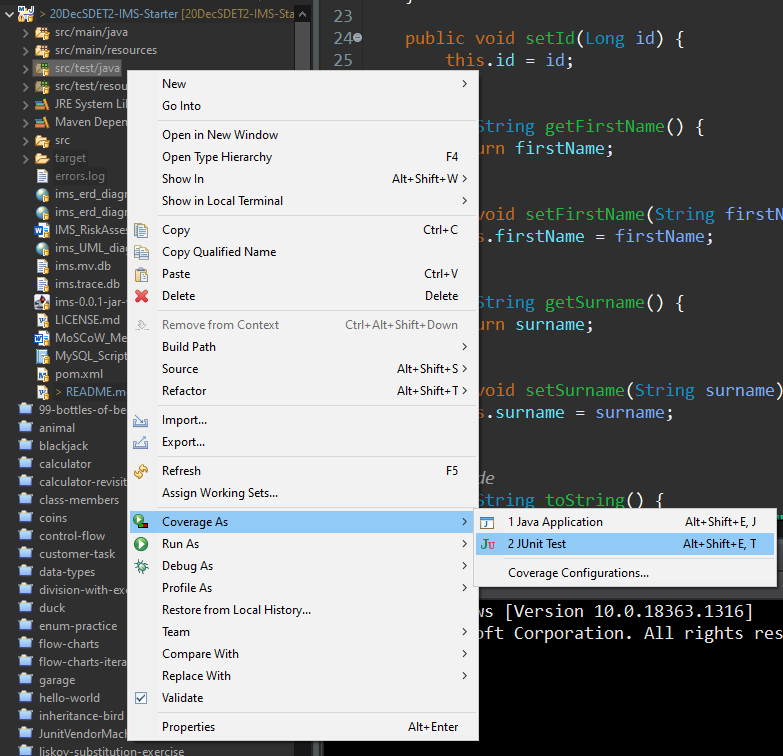 > 20DecSDET2-IMS-Starter [20DecSDET2-IMS-Sta
src/main/java
src/main/resources
src/test/java
src/test/resou
JRE System Li
Maven Depen
src
target
errors.log
ims_erd_diagr
ims_erd_diagr
IMS_RiskAsses
ims_UML_diag
ims.mv.db
ims.trace.db
ims-0.0.1-jar-
LICENSE.md
MoSCoW_Me
MySQL_Script
pom.xml
> README.m
99-bottles-of-be
animal
blackjack
calculator
calculator-revisit
class-members
coins
control-flow
customer-task
data-types
division-with-exc
duck
enum-practice
flow-charts
flow-charts-itera
garage
hello-world
inheritance-bird
JunitVendorMach
liskov-substitution-exercise
23
24 public void setId(Long id) {
25 this.id = id;
String getFirstName() {
urn firstName;
void setFirstName(String firstN
s.firstName = firstName;
String getSurname() {
urn surname;
void setSurname(String surname)
s.surname = surname;
de
String toString() {
New
Go Into
Open in New Window
Open Type Hierarchy F4
Show In Alt+Shift+W
Show in Local Terminal
Copy Ctrl+C
Copy Qualified Name
Paste Ctrl+V
Delete Delete
Remove from Context Ctrl+Alt+Shift+Down
Build Path
Source Alt+Shift+S
Refactor Alt+Shift+T
Import...
Export...
Refresh F5
Assign Working Sets...
Coverage As
Run As
Debug As
Profile As
Restore from Local History...
Team
Compare With
Replace With
Validate
Properties Alt+Enter
1 Java Application Alt+Shift+E, J
Ju 2 JUnit Test Alt+Shift+E, T
Coverage Configurations...
ws [Version 10.0.18363.1316]
oft Corporation. All rights res